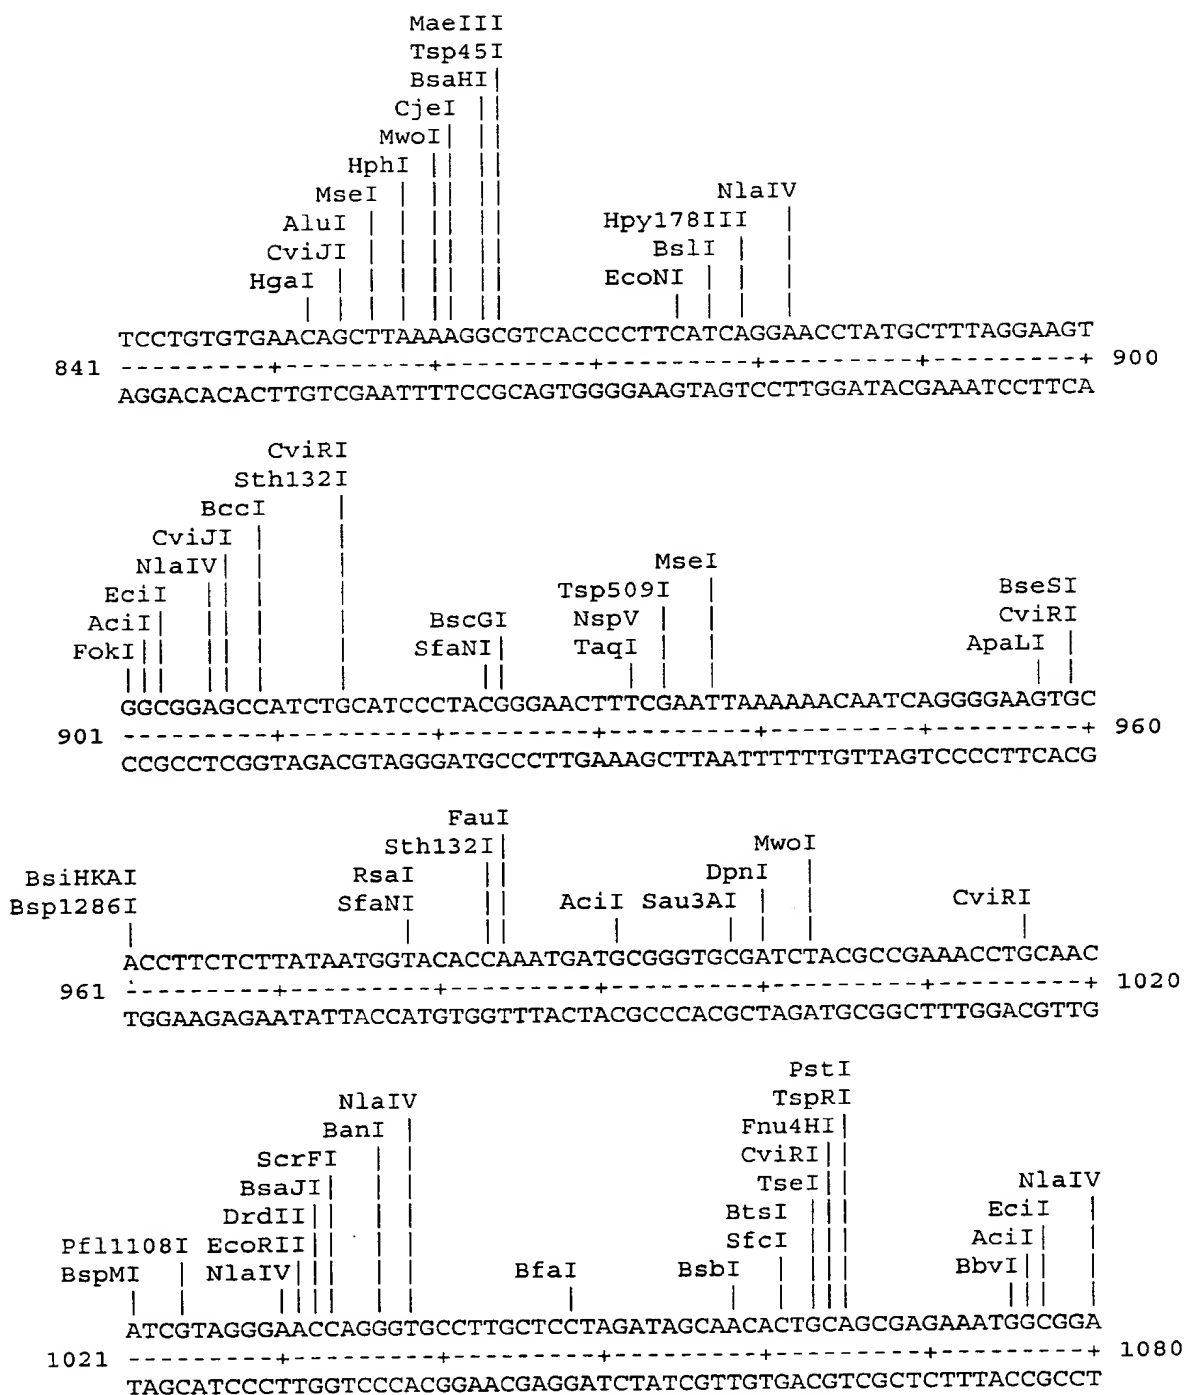 MaeIII
Tsp45I
BsaHI
CjeI
MwoI
HphI
MseI NlaIV
AluI Hpy178III
CviJI BslI
HgaI EcoNI
TCCTGTGTGAACAGCTTAAAAGGCGTCACCCCTTCATCAGGAACCTATGCTTTAGGAAGT
841 ---------+---------+---------+---------+---------+---------+ 900
AGGACACACTTGTCGAATTTTCCGCAGTGGGGAAGTAGTCCTTGGATACGAAATCCTTCA
CviRI
Sth132I
BccI
CviJI
NlaIV MseI
EciI Tsp509I BseSI
AciI BscGI NspV CviRI
FokI SfaNI TaqI ApaLI
GGCGGAGCCATCTGCATCCCTACGGGAACTTTCGAATTAAAAAACAATCAGGGGAAGTGC
901 ---------+---------+---------+---------+---------+---------+ 960
CCGCCTCGGTAGACGTAGGGATGCCCTTGAAAGCTTAATTTTTTGTTAGTCCCCTTCACG
FauI
Sth132I MwoI
BsiHKAI RsaI DpnI
Bsp1286I SfaNI AciI Sau3AI CviRI
ACCTTCTCTTATAATGGTACACCAAATGATGCGGGTGCGATCTACGCCGAAACCTGCAAC
961 ---------+---------+---------+---------+---------+---------+ 1020
TGGAAGAGAATATTACCATGTGGTTTACTACGCCCACGCTAGATGCGGCTTTGGACGTTG
PstI
NlaIV TspRI
BanI Fnu4HI
ScrFI CviRI
BsaJI TseI NlaIV
DrdII BtsI EciI
Pfl1108I EcoRII SfcI AciI
BspMI NlaIV BfaI BsbI BbvI
ATCGTAGGGAACCAGGGTGCCTTGCTCCTAGATAGCAACACTGCAGCGAGAAATGGCGGA
1021 ---------+---------+---------+---------+---------+---------+ 1080
TAGCATCCCTTGGTCCCACGGAACGAGGATCTATCGTTGTGACGTCGCTCTTTACCGCCT